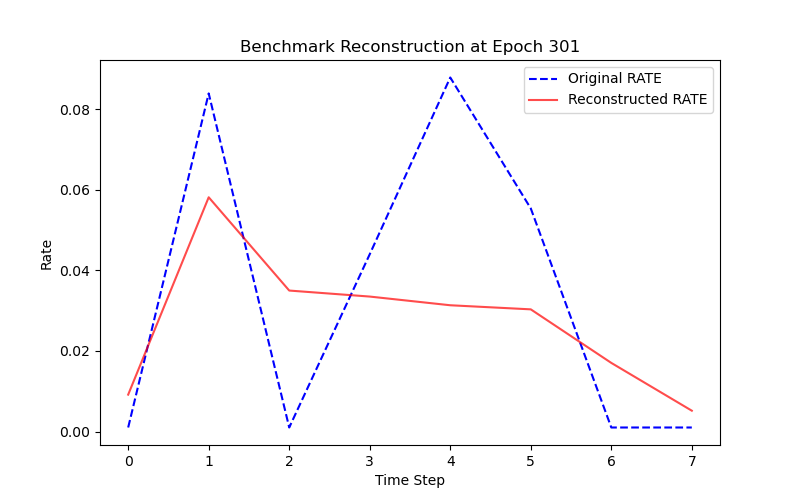 Benchmark Reconstruction at Epoch 301
Original RATE
Reconstructed RATE
0.08
0.06
0.04
0.02
0.00
Rate
0 1 2 3 4 5 6 7
Time Step